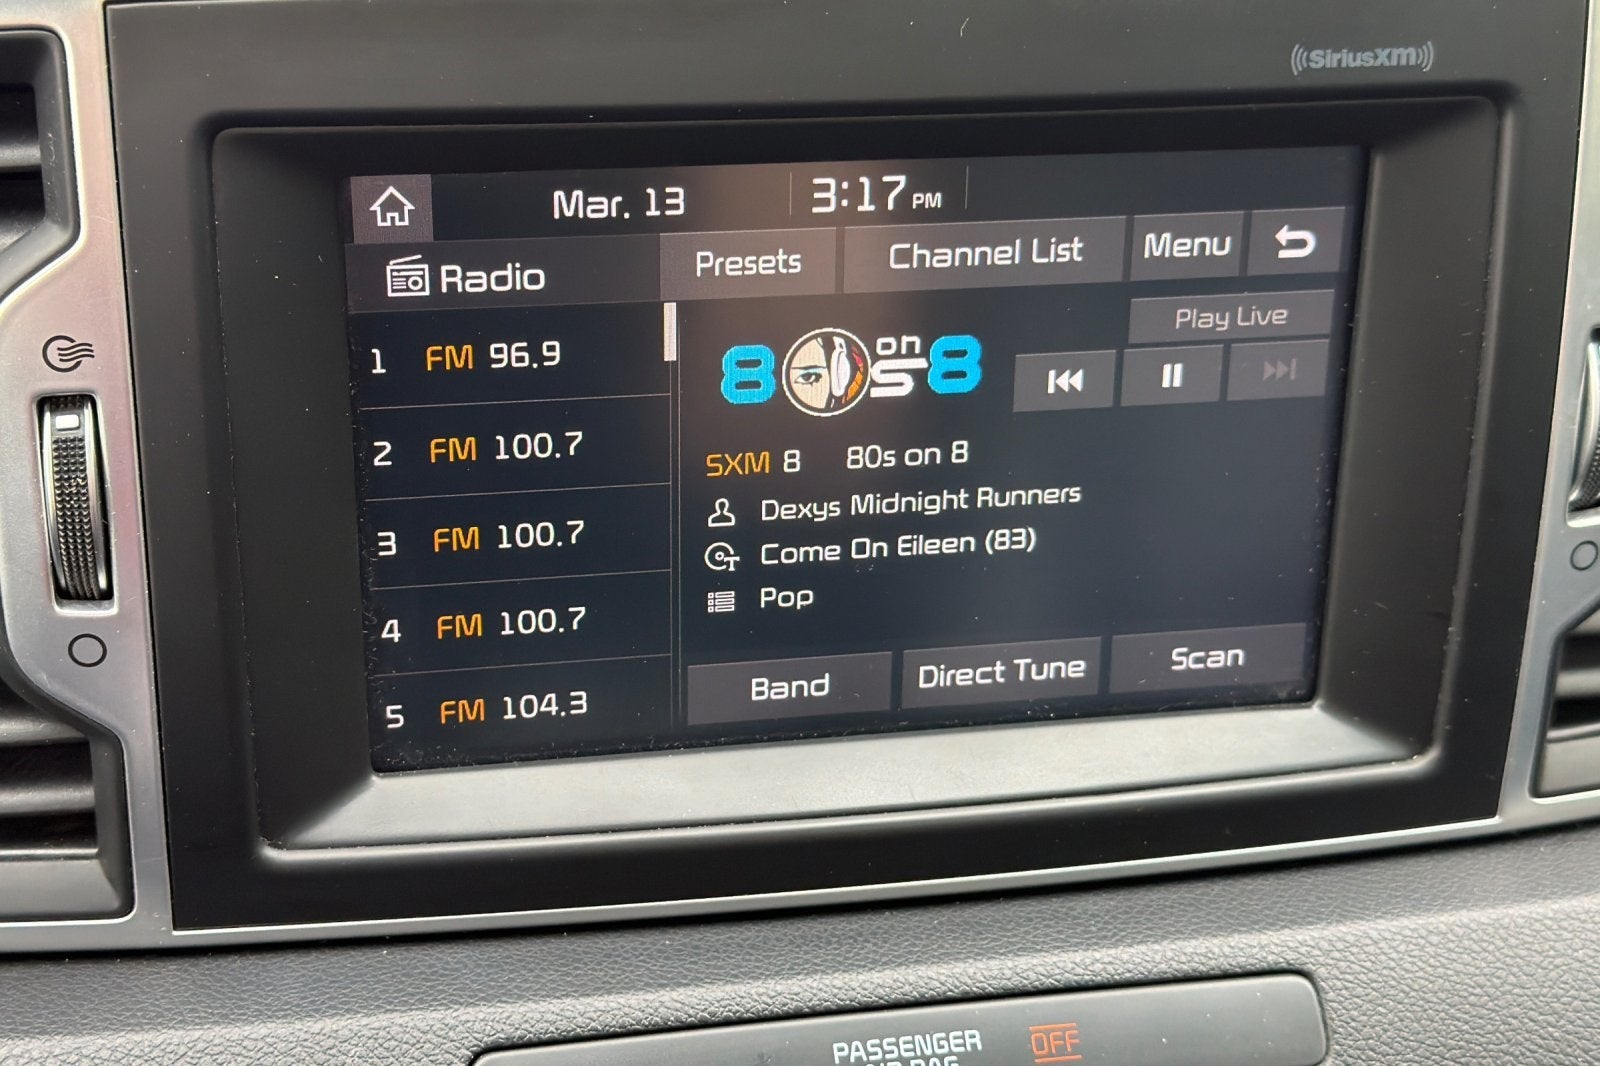 SiriusXM
Mar. 13
3:17 PM
Radio
Presets
Channel List
Menu
Play Live
1 FM 96.9
2 FM 100.7
3 FM 100.7
4 FM 100.7
5 FM 104.3
80s on 8
SXM 8 80s on 8
Dexys Midnight Runners
Come On Eileen (83)
Pop
Band
Direct Tune
Scan
PASSENGER OFF
AIR BAG